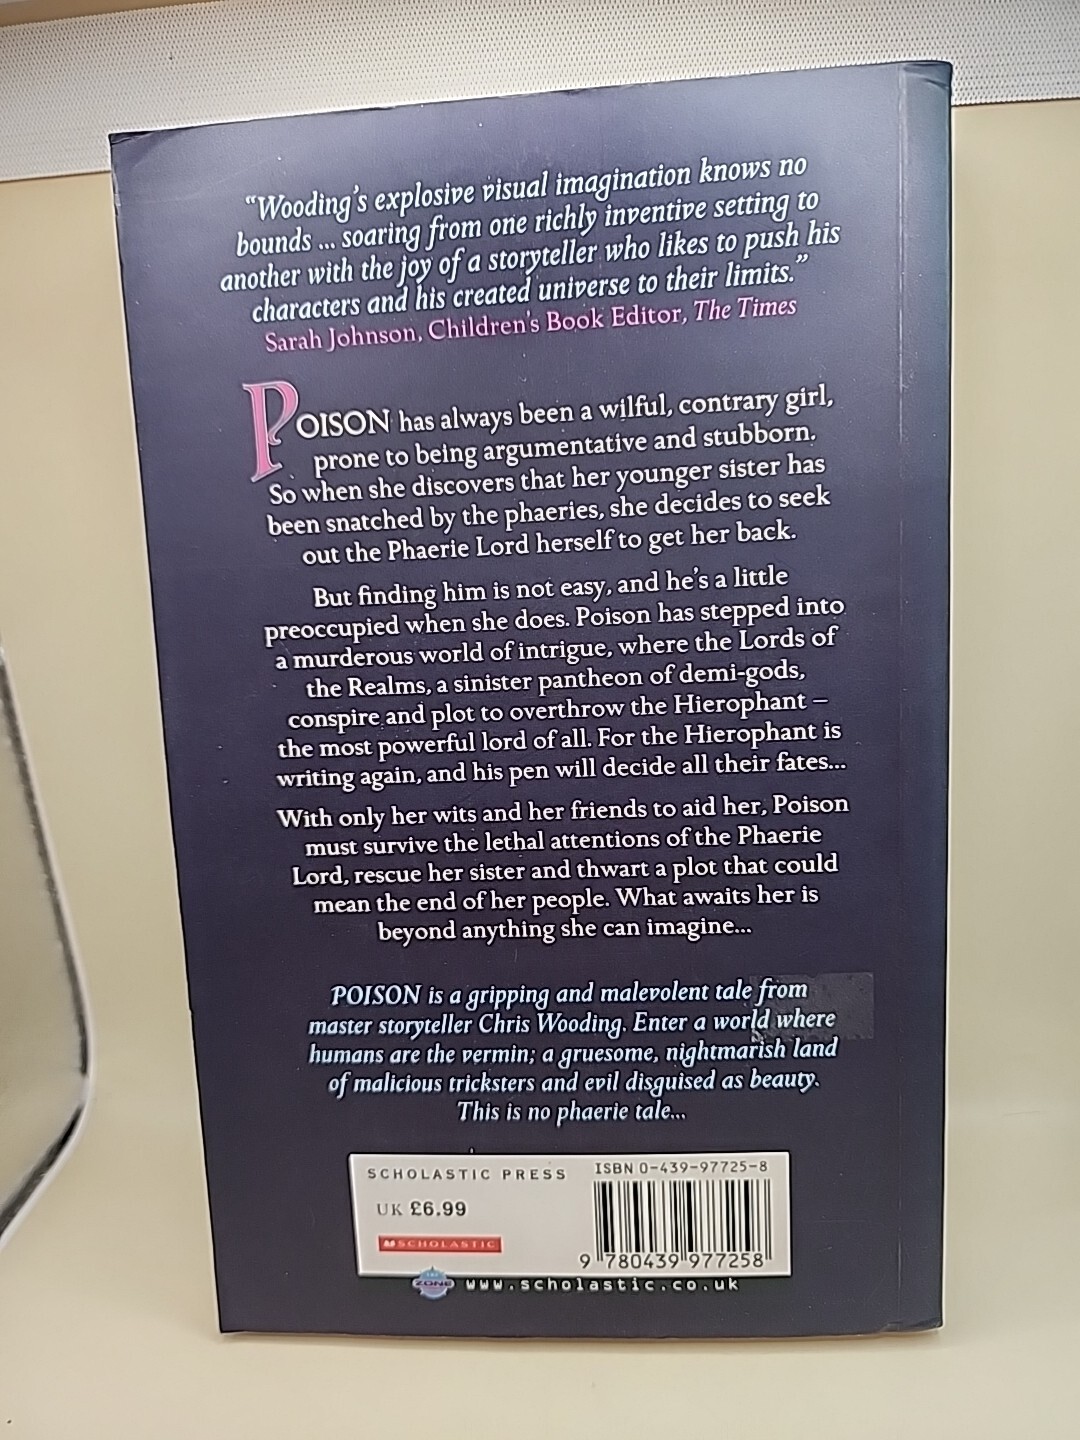 “Wooding's explosive visual imagination knows no
bounds ... soaring from one richly inventive setting to
another with the joy of a storyteller who likes to push his
characters and his created universe to their limits.”
Sarah Johnson, Children's Book Editor, The Times
POISON has always been a wilful, contrary girl,
prone to being argumentative and stubborn.
So when she discovers that her younger sister has
been snatched by the phaeries, she decides to seek
out the Phaerie Lord herself to get her back.
But finding him is not easy, and he's a little
preoccupied when she does. Poison has stepped into
a murderous world of intrigue, where the Lords of
the Realms, a sinister pantheon of demi-gods,
conspire and plot to overthrow the Hierophant –
the most powerful lord of all. For the Hierophant is
writing again, and his pen will decide all their fates...
With only her wits and her friends to aid her, Poison
must survive the lethal attentions of the Phaerie
Lord, rescue her sister and thwart a plot that could
mean the end of her people. What awaits her is
beyond anything she can imagine...
POISON is a gripping and malevolent tale from
master storyteller Chris Wooding. Enter a world where
humans are the vermin; a gruesome, nightmarish land
of malicious tricksters and evil disguised as beauty.
This is no phaerie tale...
SCHOLASTIC PRESS
UK £6.99
SCHOLASTIC
ISBN 0-439-97725-8
9 780439 977258
ZONE
www.scholastic.co.uk